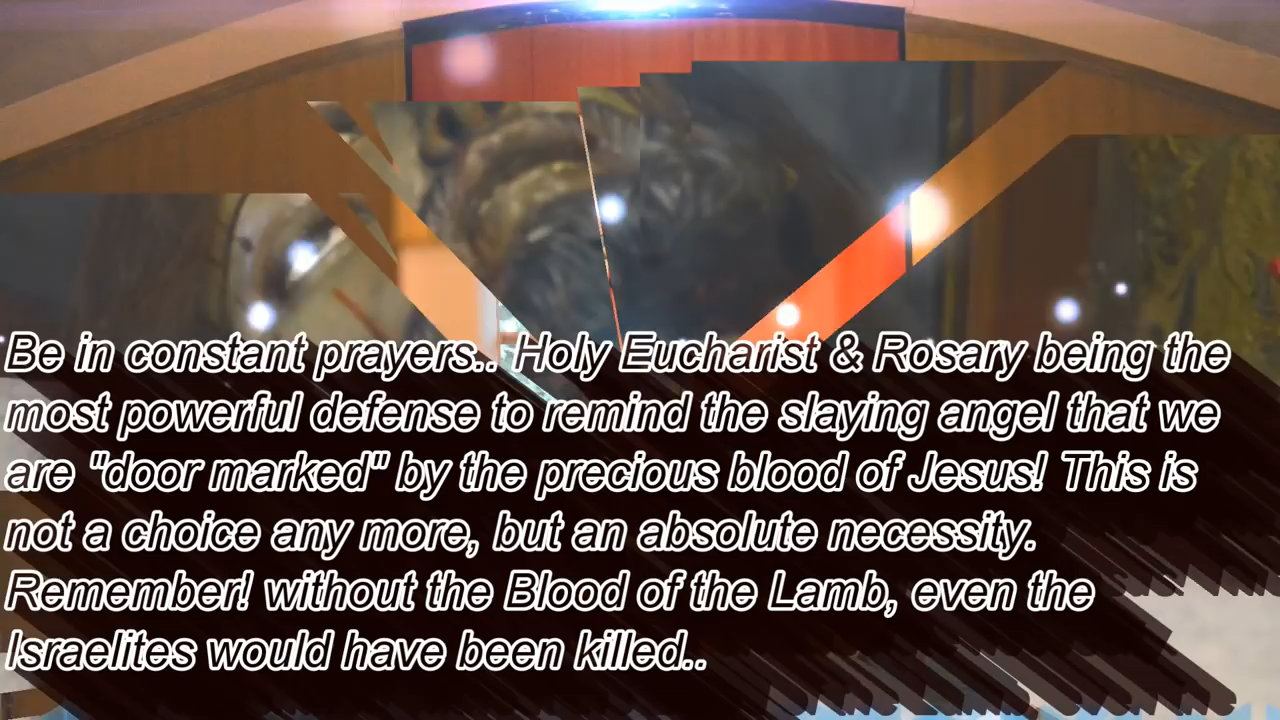 Be in constant prayers.. Holy Eucharist & Rosary being the
most powerful defense to remind the slaying angel that we
are "door marked" by the precious blood of Jesus! This is
not a choice any more, but an absolute necessity.
Remember! without the Blood of the Lamb, even the
Israelites would have been killed..